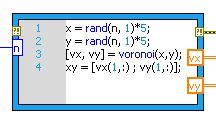 1 x = rand(n, 1)*5;
n 2 y = rand(n, 1)*5;
3 [vx, vy] = voronoi(x,y); vx
4 xy = [vx(1,:) ; vy(1,:)];
vy